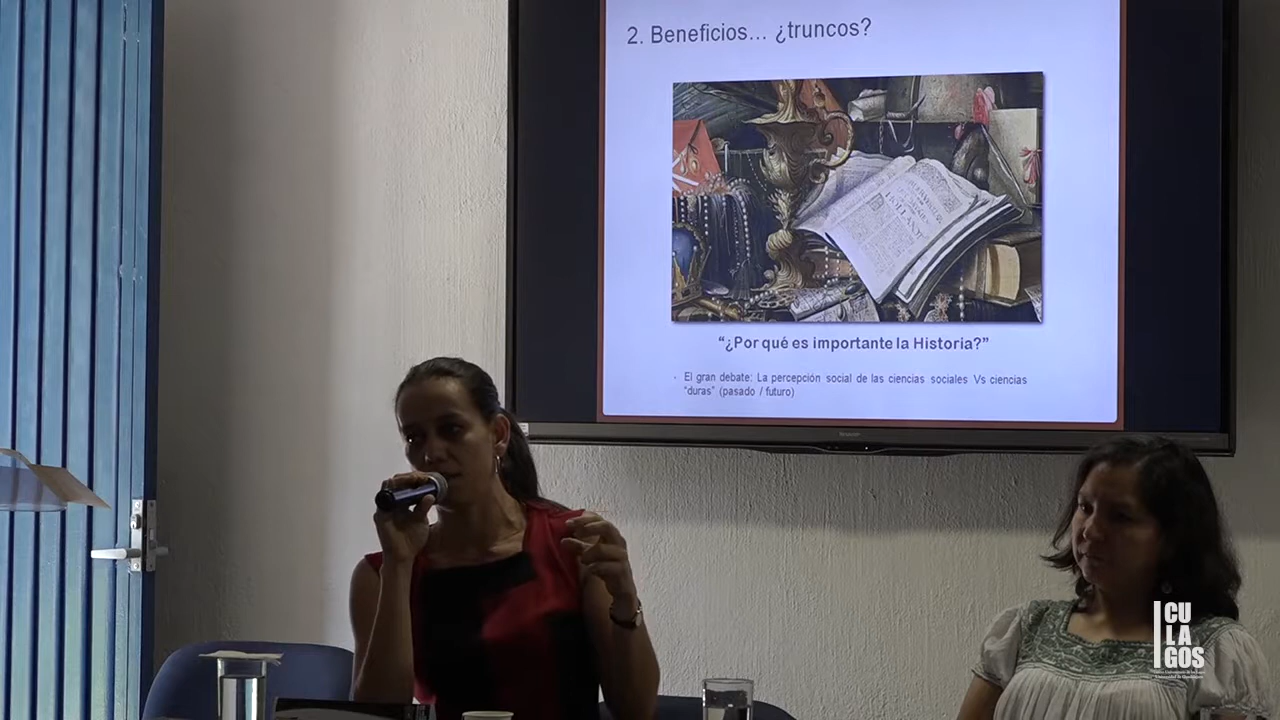 2. Beneficios... ¿truncos?
HOLLANDT
“¿Por qué es importante la Historia?”
El gran debate: La percepción social de las ciencias sociales Vs ciencias
“duras” (pasado / futuro)
CU
LA
GOS